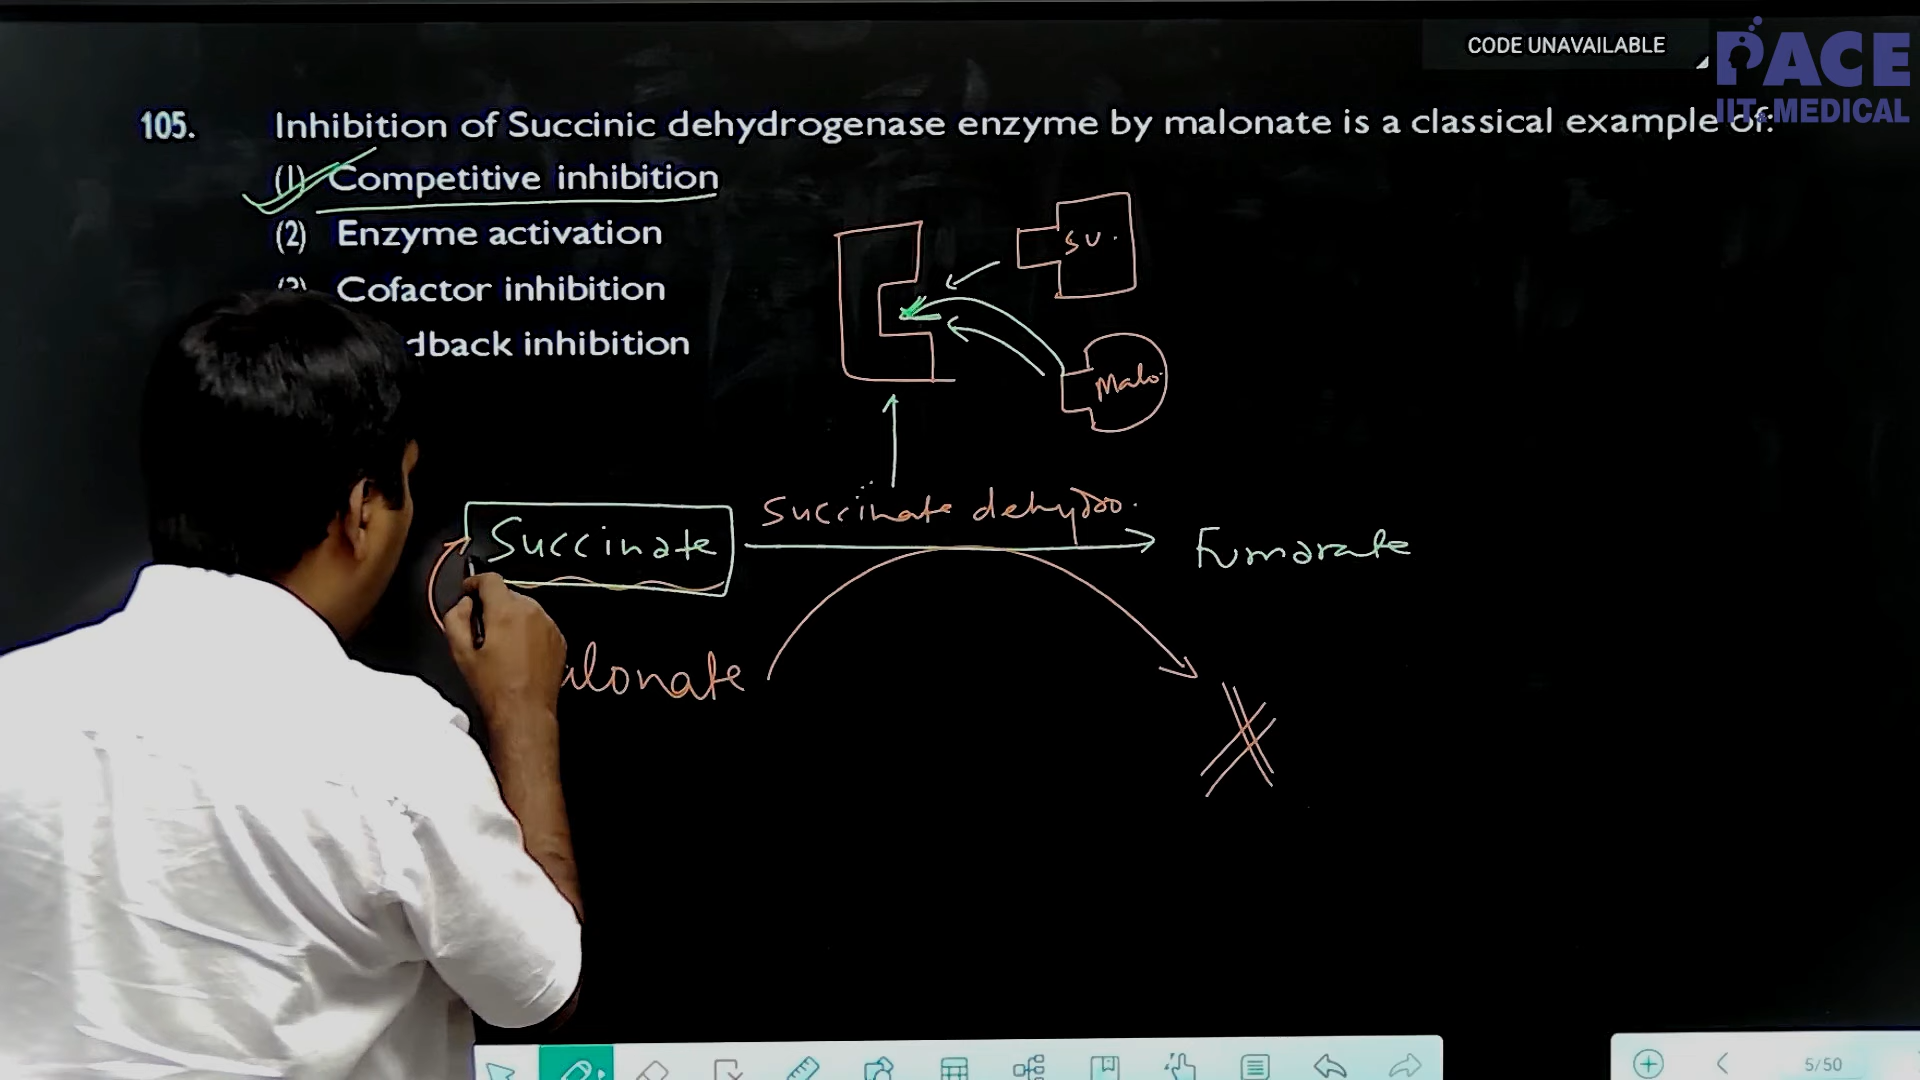 CODE UNAVAILABLE
PACE
IIT & MEDICAL
105. Inhibition of Succinic dehydrogenase enzyme by malonate is a classical example of:
(1) Competitive inhibition
(2) Enzyme activation
Cofactor inhibition
dback inhibition
SU.
Malo.
Succinate dehydro.
Succinate
Fumarate
alonate
5/50